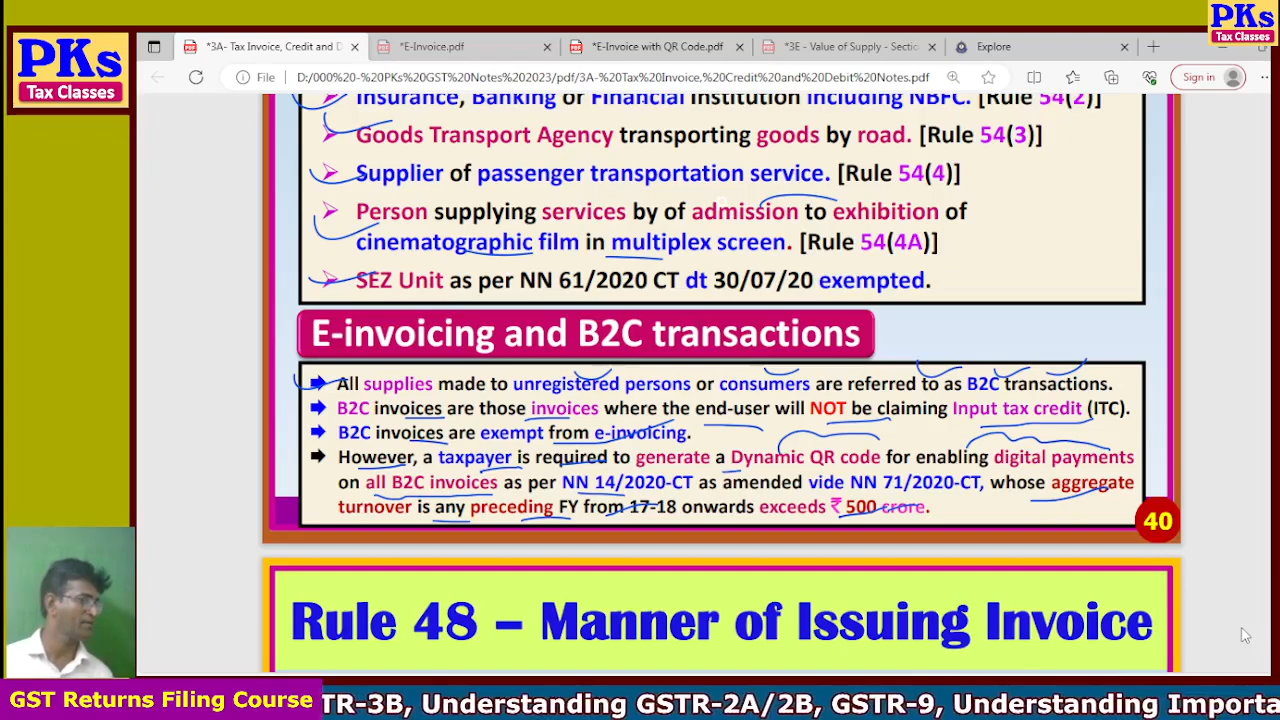 PKs
Tax Classes
PKs
Tax Classes
*3A- Tax Invoice, Credit and D
*E-Invoice.pdf
*E-Invoice with QR Code.pdf
*3E - Value of Supply - Sectio
Explore
File
D:/000%20-%20PKs%20GST%20Notes%202023/pdf/3A-%20Tax%20Invoice,%20Credit%20and%20Debit%20Notes.pdf
Sign in
Insurance, Banking or Financial Institution including NBFC. [Rule 54(2)]
Goods Transport Agency transporting goods by road. [Rule 54(3)]
Supplier of passenger transportation service. [Rule 54(4)]
Person supplying services by of admission to exhibition of
cinematographic film in multiplex screen. [Rule 54(4A)]
SEZ Unit as per NN 61/2020 CT dt 30/07/20 exempted.
E-invoicing and B2C transactions
All supplies made to unregistered persons or consumers are referred to as B2C transactions.
B2C invoices are those invoices where the end-user will NOT be claiming Input tax credit (ITC).
B2C invoices are exempt from e-invoicing.
However, a taxpayer is required to generate a Dynamic QR code for enabling digital payments
on all B2C invoices as per NN 14/2020-CT as amended vide NN 71/2020-CT, whose aggregate
turnover is any preceding FY from 17-18 onwards exceeds ₹ 500 crore.
40
Rule 48 – Manner of Issuing Invoice
GST Returns Filing Course
TR-3B, Understanding GSTR-2A/2B, GSTR-9, Understanding Importa